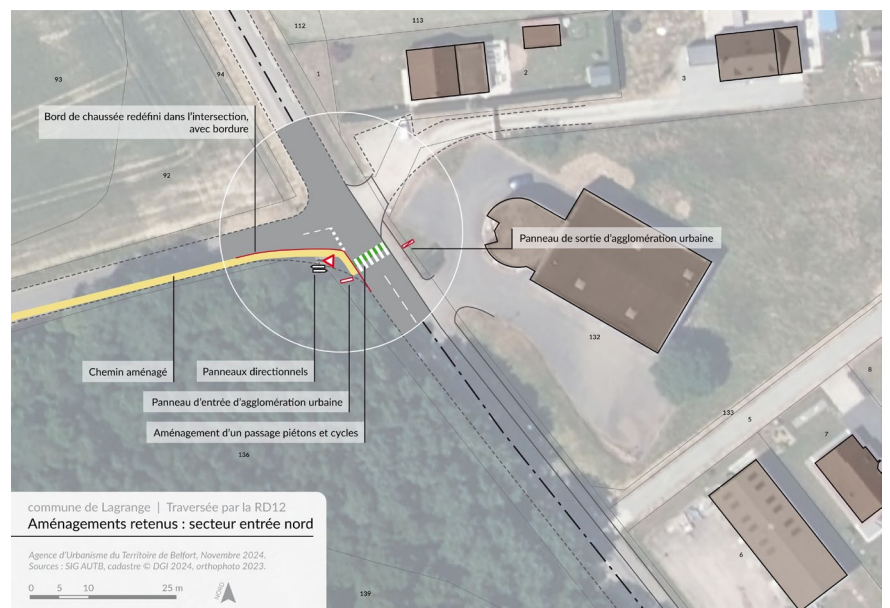 113
112
93
94
1
2
3
Bord de chaussée redéfini dans l'intersection,
avec bordure
92
Panneau de sortie d'agglomération urbaine
132
Chemin aménagé
Panneaux directionnels
Panneau d'entrée d'agglomération urbaine
Aménagement d'un passage piétons et cycles
136
133
5
8
7
6
139
commune de Lagrange | Traversée par la RD12
Aménagements retenus : secteur entrée nord
Agence d'Urbanisme du Territoire de Belfort, Novembre 2024.
Sources : SIG AUTB, cadastre © DGI 2024, orthophoto 2023.
0 5 10 25 m
NORD